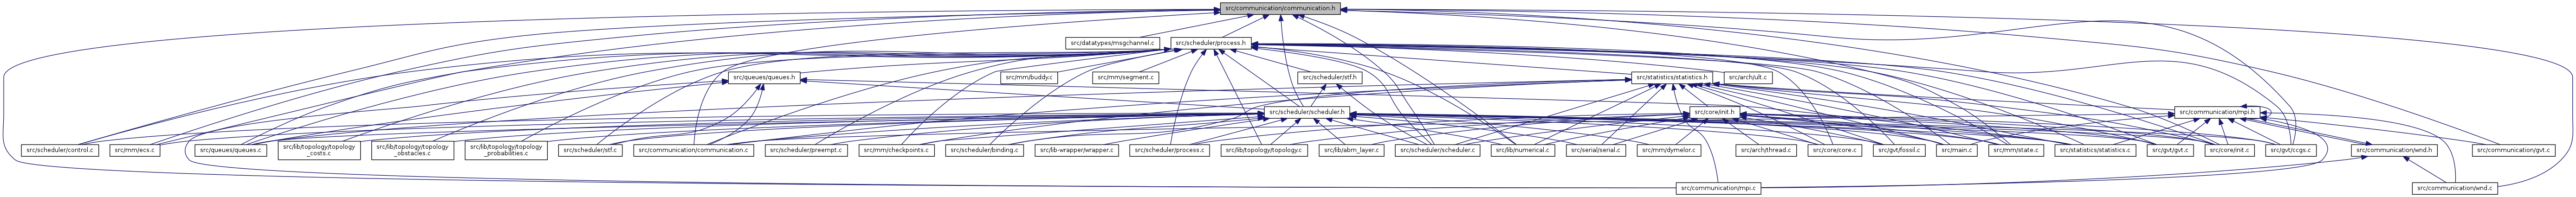 src/communication/communication.h
src/datatypes/msgchannel.c
src/scheduler/process.h
src/queues/queues.h
src/mm/buddy.c
src/mm/segment.c
src/scheduler/stf.h
src/statistics/statistics.h
src/arch/ult.c
src/scheduler/scheduler.h
src/core/init.h
src/communication/mpi.h
src/scheduler/control.c
src/mm/ecs.c
src/queues/queues.c
src/lib/topology/topology
_costs.c
src/lib/topology/topology
_obstacles.c
src/lib/topology/topology
_probabilities.c
src/scheduler/stf.c
src/communication/communication.c
src/scheduler/preempt.c
src/mm/checkpoints.c
src/scheduler/binding.c
src/lib-wrapper/wrapper.c
src/scheduler/process.c
src/lib/topology/topology.c
src/lib/abm_layer.c
src/scheduler/scheduler.c
src/lib/numerical.c
src/serial/serial.c
src/mm/dymelor.c
src/arch/thread.c
src/core/core.c
src/gvt/fossil.c
src/main.c
src/mm/state.c
src/statistics/statistics.c
src/gvt/gvt.c
src/core/init.c
src/gvt/ccgs.c
src/communication/wnd.h
src/communication/gvt.c
src/communication/mpi.c
src/communication/wnd.c